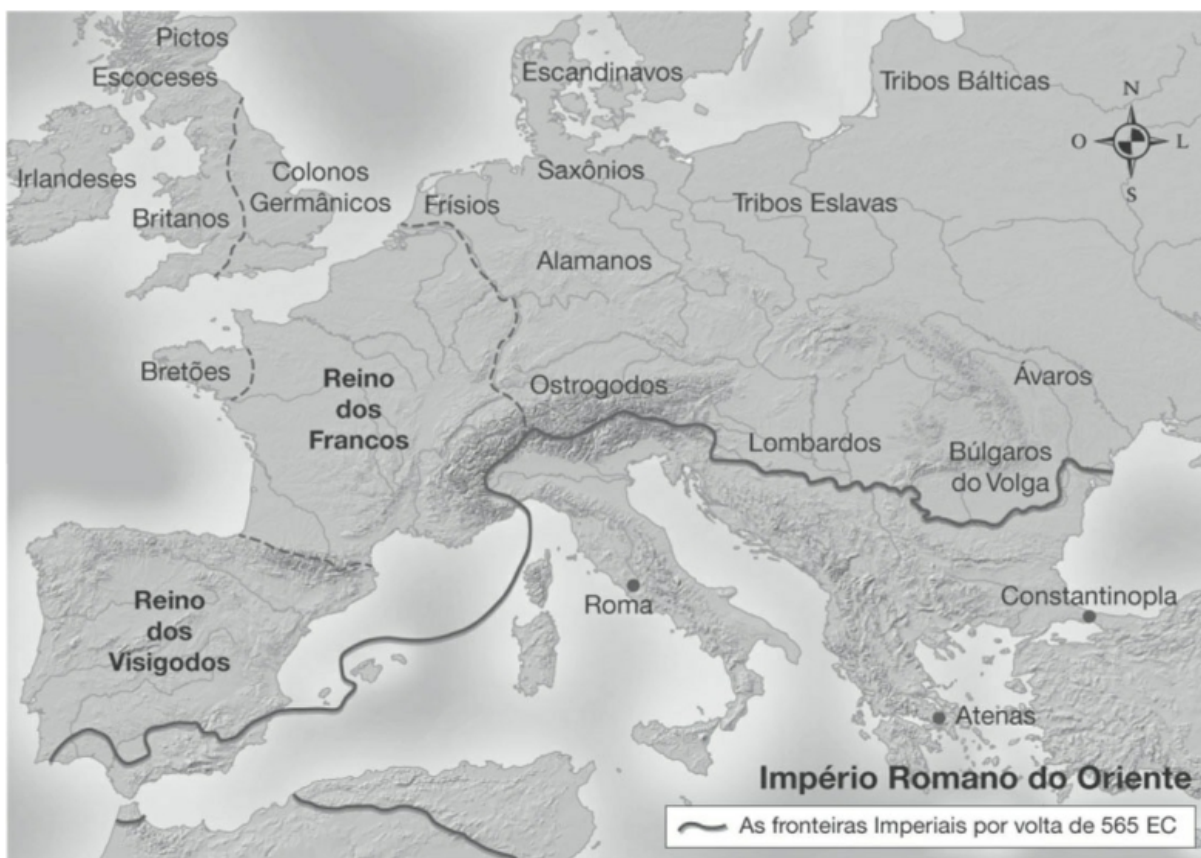 Pictos
Escoceses
Escandinavos
Tribos Bálticas
N
O
L
S
Irlandeses
Colonos
Germânicos
Saxônios
Britanos
Frísios
Tribos Eslavas
Alamanos
Bretões
Reino
dos
Francos
Ostrogodos
Ávaros
Lombardos
Búlgaros
do Volga
Reino
dos
Visigodos
Roma
Constantinopla
Atenas
Império Romano do Oriente
As fronteiras Imperiais por volta de 565 EC